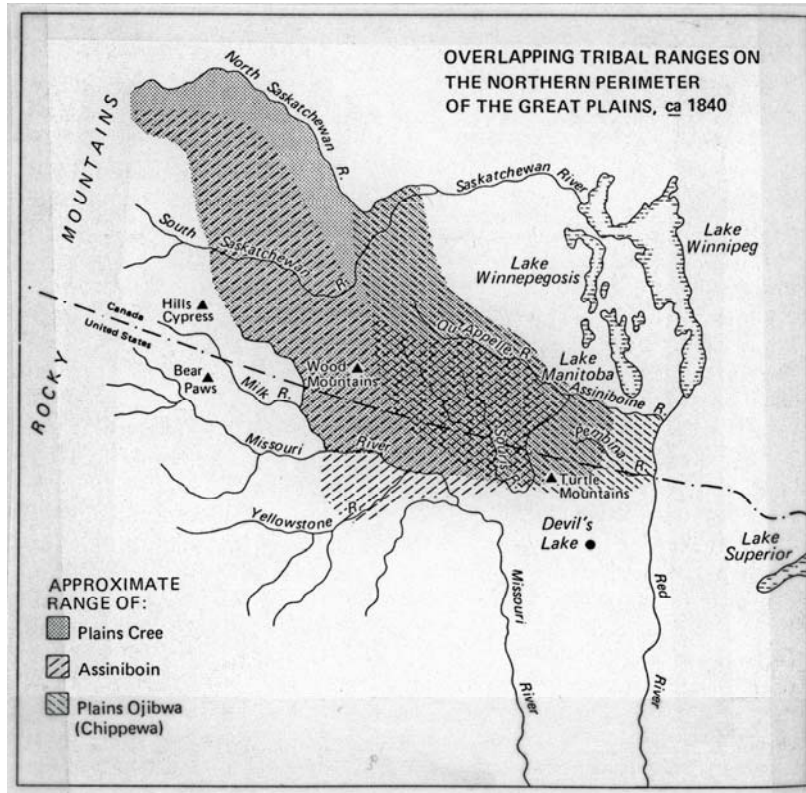 OVERLAPPING TRIBAL RANGES ON
THE NORTHERN PERIMETER
OF THE GREAT PLAINS, ca 1840
North Saskatchewan R.
MOUNTAINS
ROCKY
Saskatchewan River
South Saskatchewan R.
Lake
Winnipeg
Lake
Winnepegosis
Hills
Cypress
Canada
United States
Qu'Appelle R.
Lake
Manitoba
Wood
Mountains
Bear
Paws
Milk R.
Assiniboine R.
Pembina R.
Souris R.
Missouri River
Turtle
Mountains
Yellowstone R.
Devil's
Lake
Lake
Superior
Missouri River
Red River
APPROXIMATE
RANGE OF:
Plains Cree
Assiniboin
Plains Ojibwa
(Chippewa)